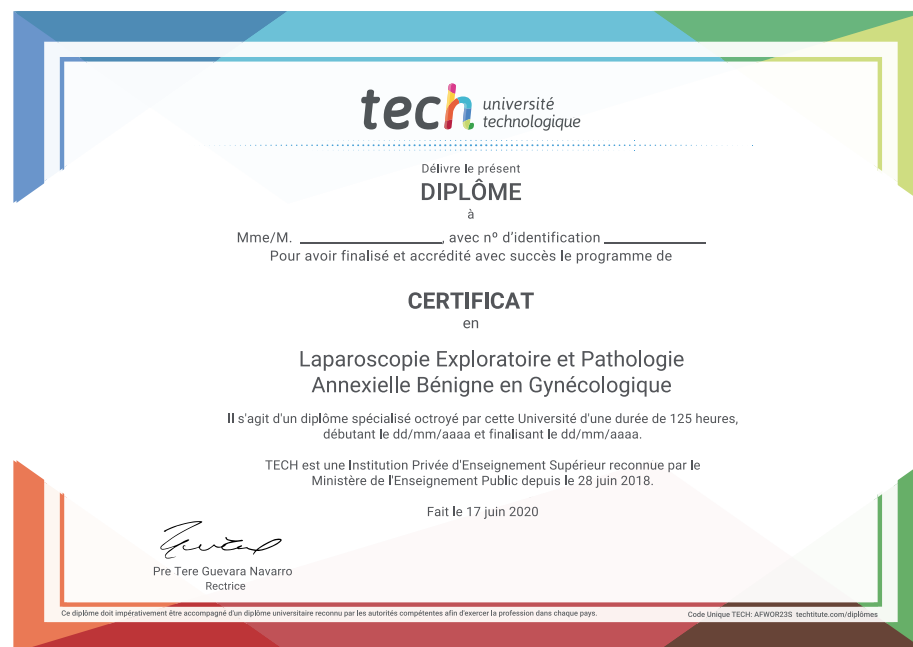 tech université
technologique
Délivre le présent
DIPLÔME
à
Mme/M. ____________, avec nº d'identification ____________
Pour avoir finalisé et accrédité avec succès le programme de
CERTIFICAT
en
Laparoscopie Exploratoire et Pathologie
Annexielle Bénigne en Gynécologique
Il s'agit d'un diplôme spécialisé octroyé par cette Université d'une durée de 125 heures,
débutant le dd/mm/aaaa et finalisant le dd/mm/aaaa.
TECH est une Institution Privée d'Enseignement Supérieur reconnue par le
Ministère de l'Enseignement Public depuis le 28 juin 2018.
Fait le 17 juin 2020
Pre Tere Guevara Navarro
Rectrice
Ce diplôme doit impérativement être accompagné d'un diplôme universitaire reconnu par les autorités compétentes afin d'exercer la profession dans chaque pays.
Code Unique TECH: AFWOR23S techtitute.com/diplômes